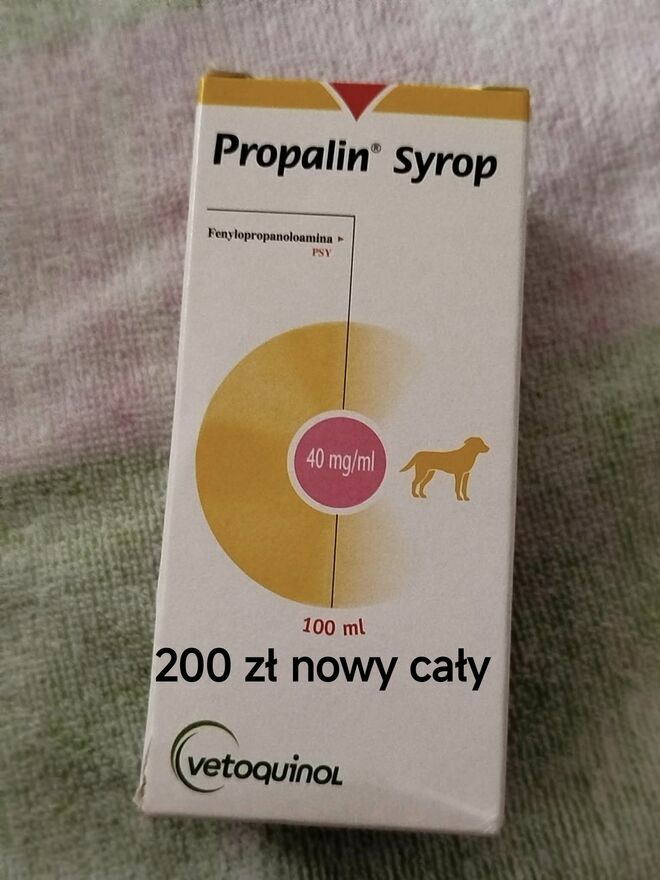 Propalin® syrop
Fenylopropanoloamina
PSY
40 mg/ml
100 ml
200 zł nowy cały
vetoquinol